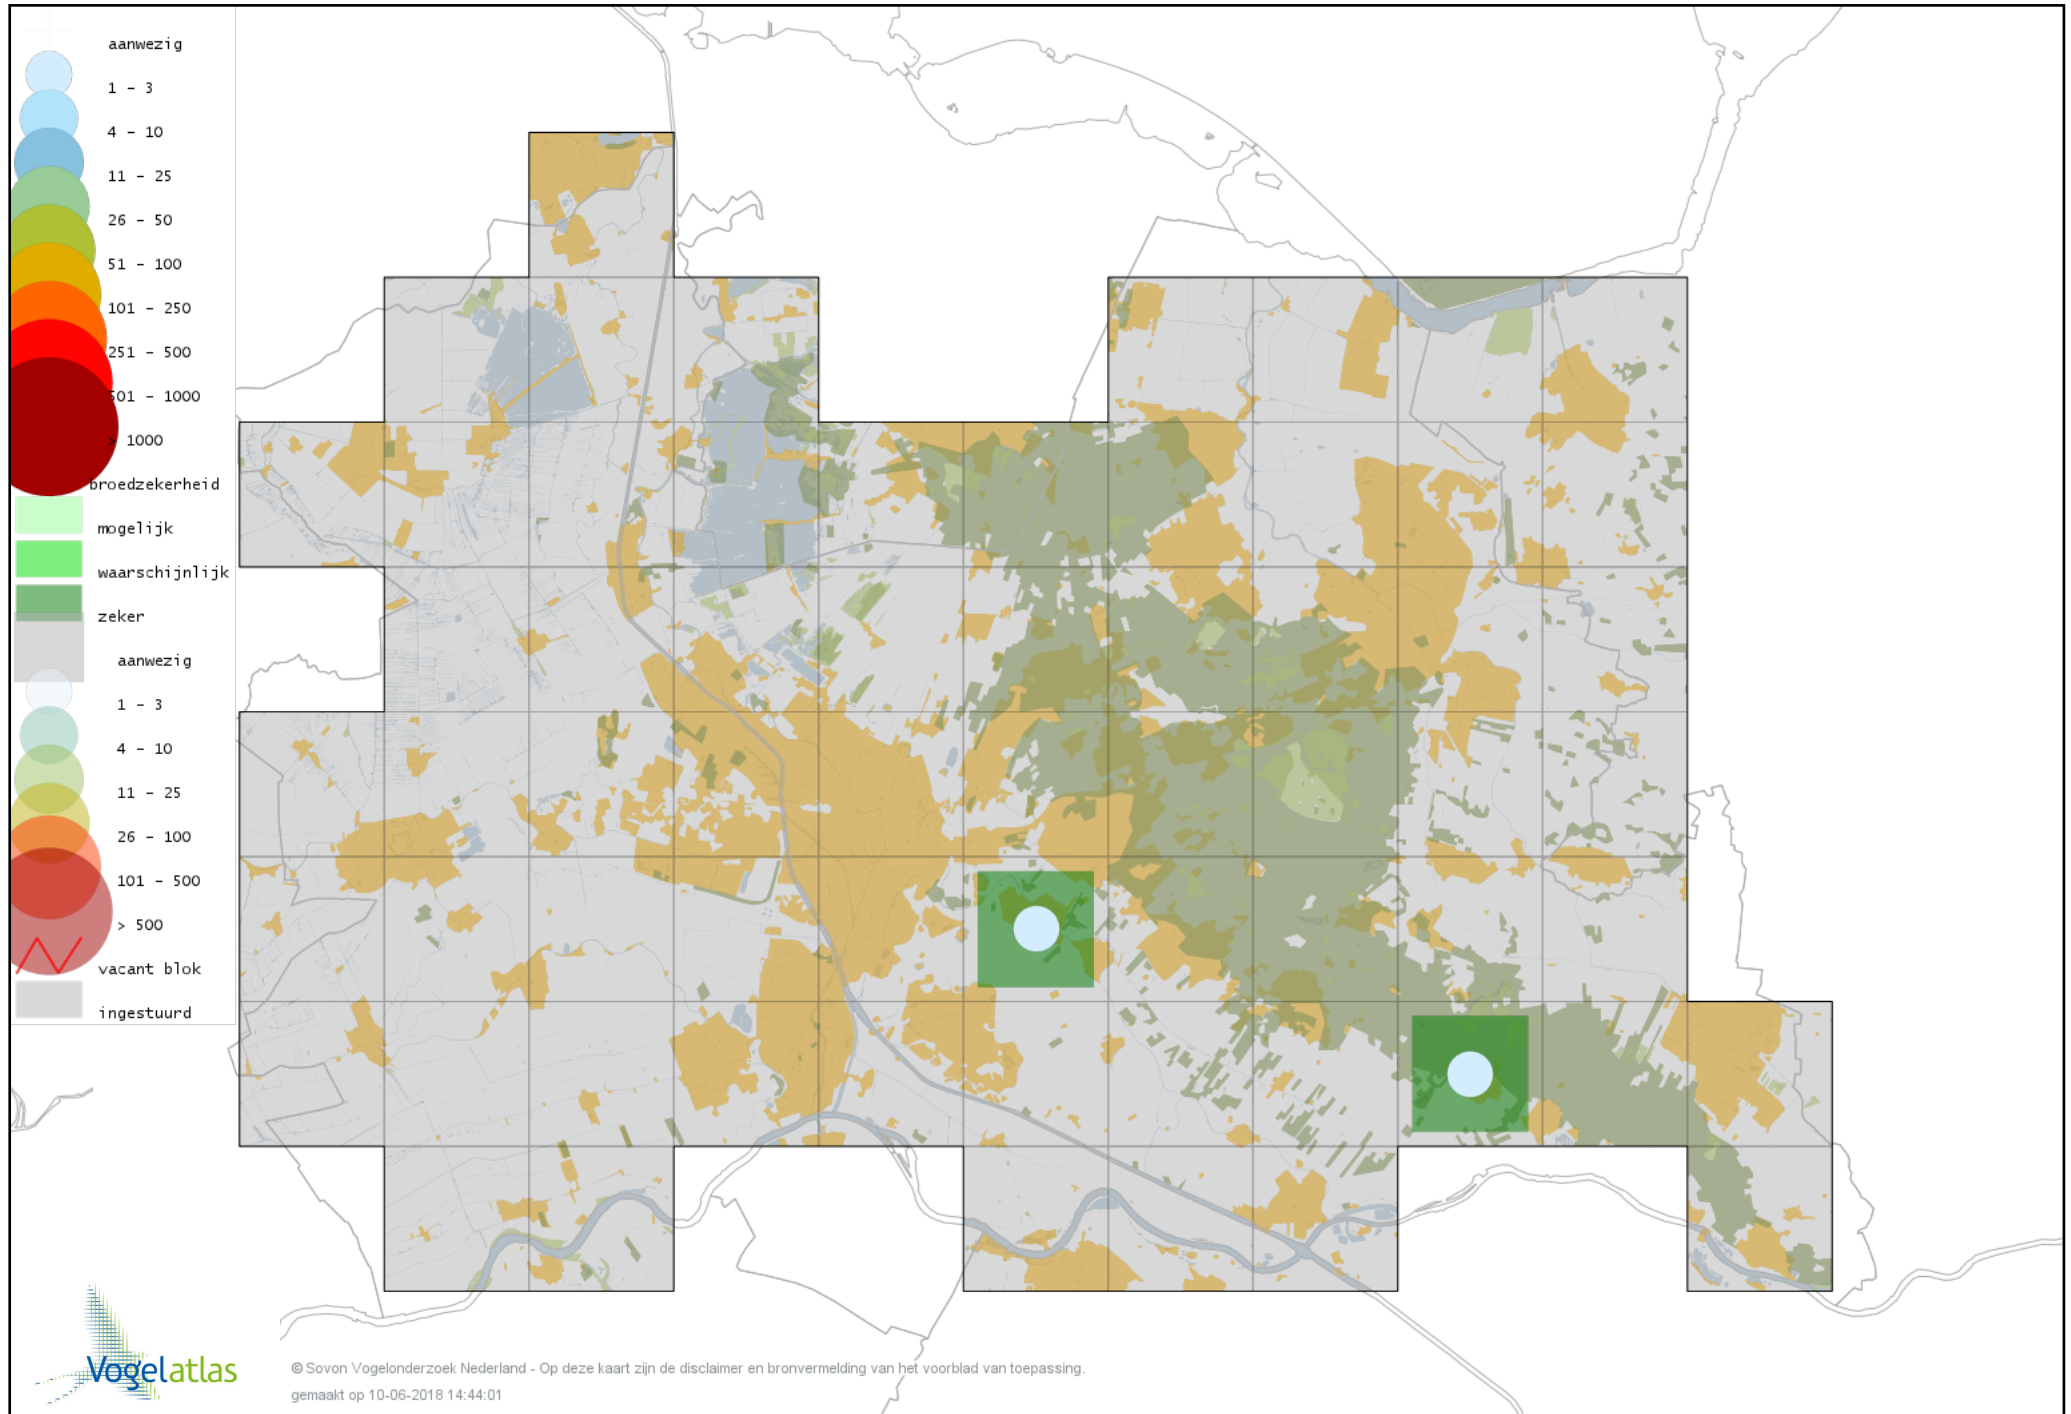 aanwezig
1 - 3
4 - 10
11 - 25
26 - 50
51 - 100
101 - 250
251 - 500
501 - 1000
> 1000
broedzekerheid
mogelijk
waarschijnlijk
zeker
aanwezig
1 - 3
4 - 10
11 - 25
26 - 100
101 - 500
> 500
vacant blok
ingestuurd
Vogelatlas
© Sovon Vogelonderzoek Nederland - Op deze kaart zijn de disclaimer en bronvermelding van het voorblad van toepassing.
gemaakt op 10-06-2018 14:44:01